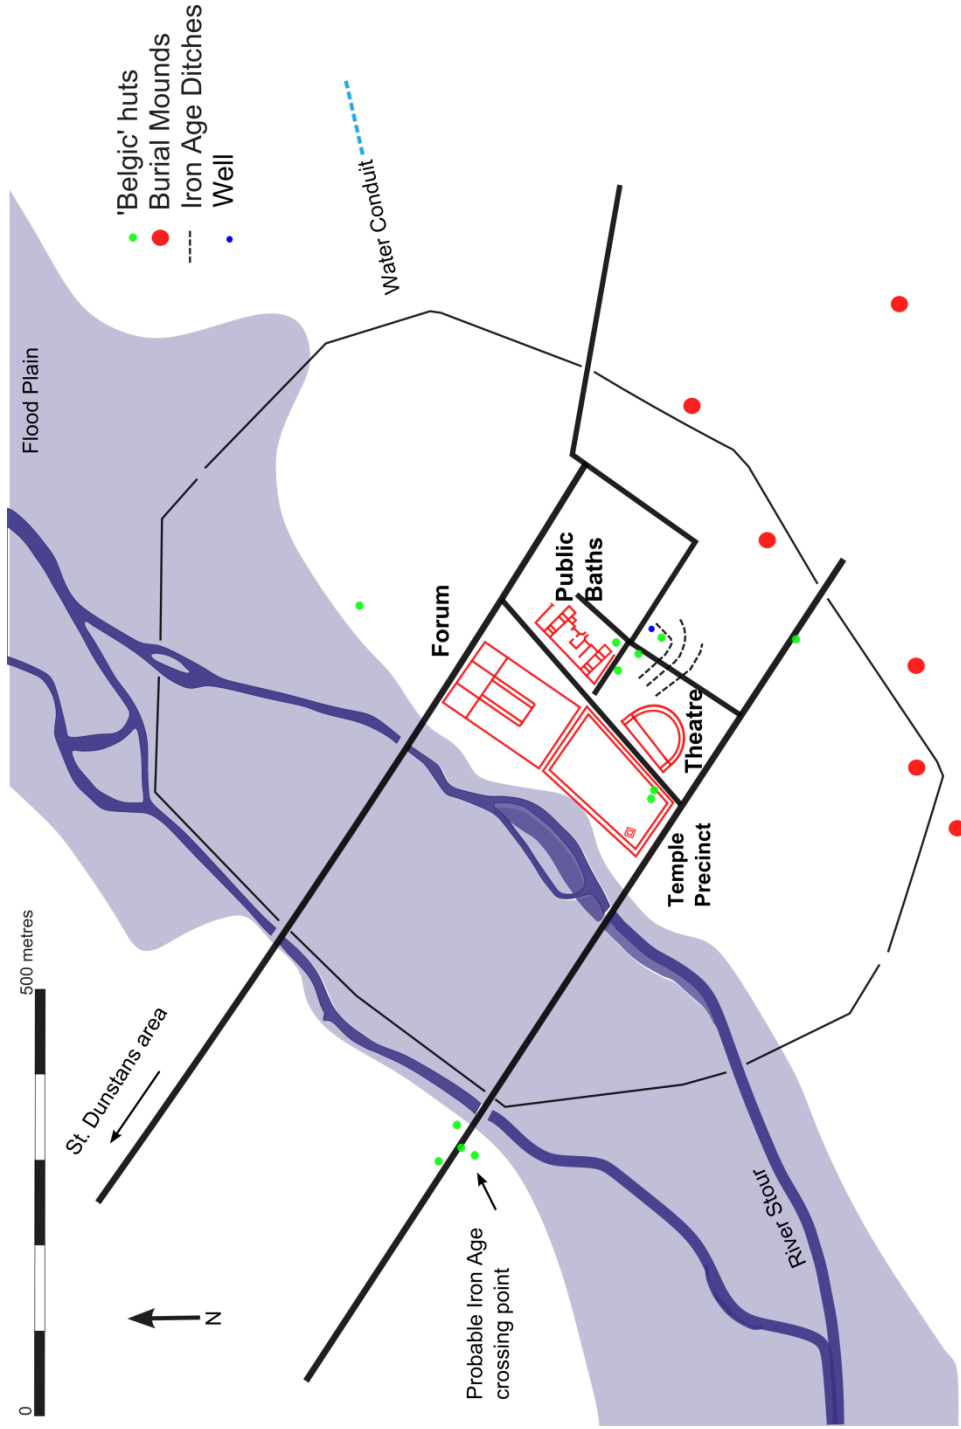 'Belgic' huts
Burial Mounds
Iron Age Ditches
Well
Flood Plain
Water Conduit
Forum
Public
Baths
Theatre
Temple
Precinct
500 metres
0
St. Dunstans area
N
Probable Iron Age
crossing point
River Stour